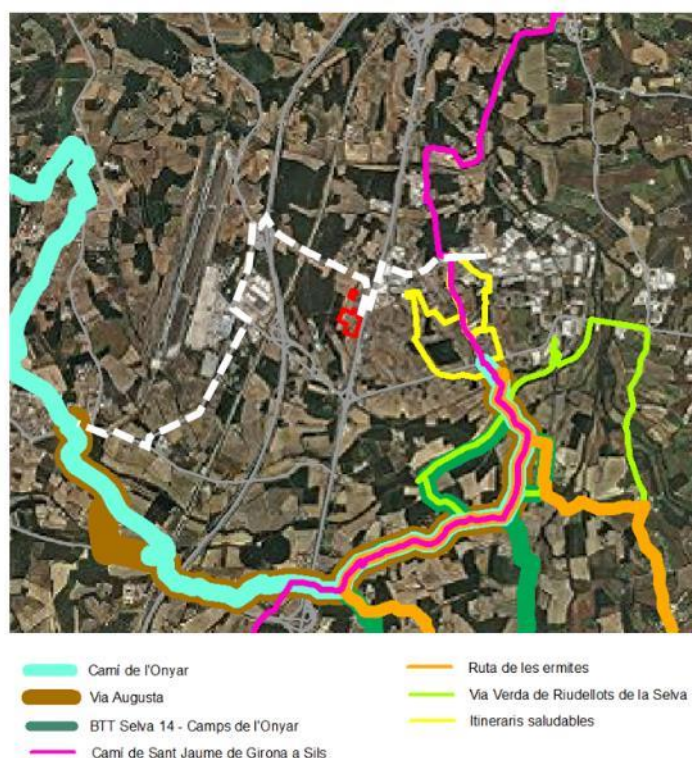 Camí de l'Onyar
Via Augusta
BTT Selva 14 - Camps de l'Onyar
Camí de Sant Jaume de Girona a Sils
Ruta de les ermites
Via Verda de Riudellots de la Selva
Itineraris saludables